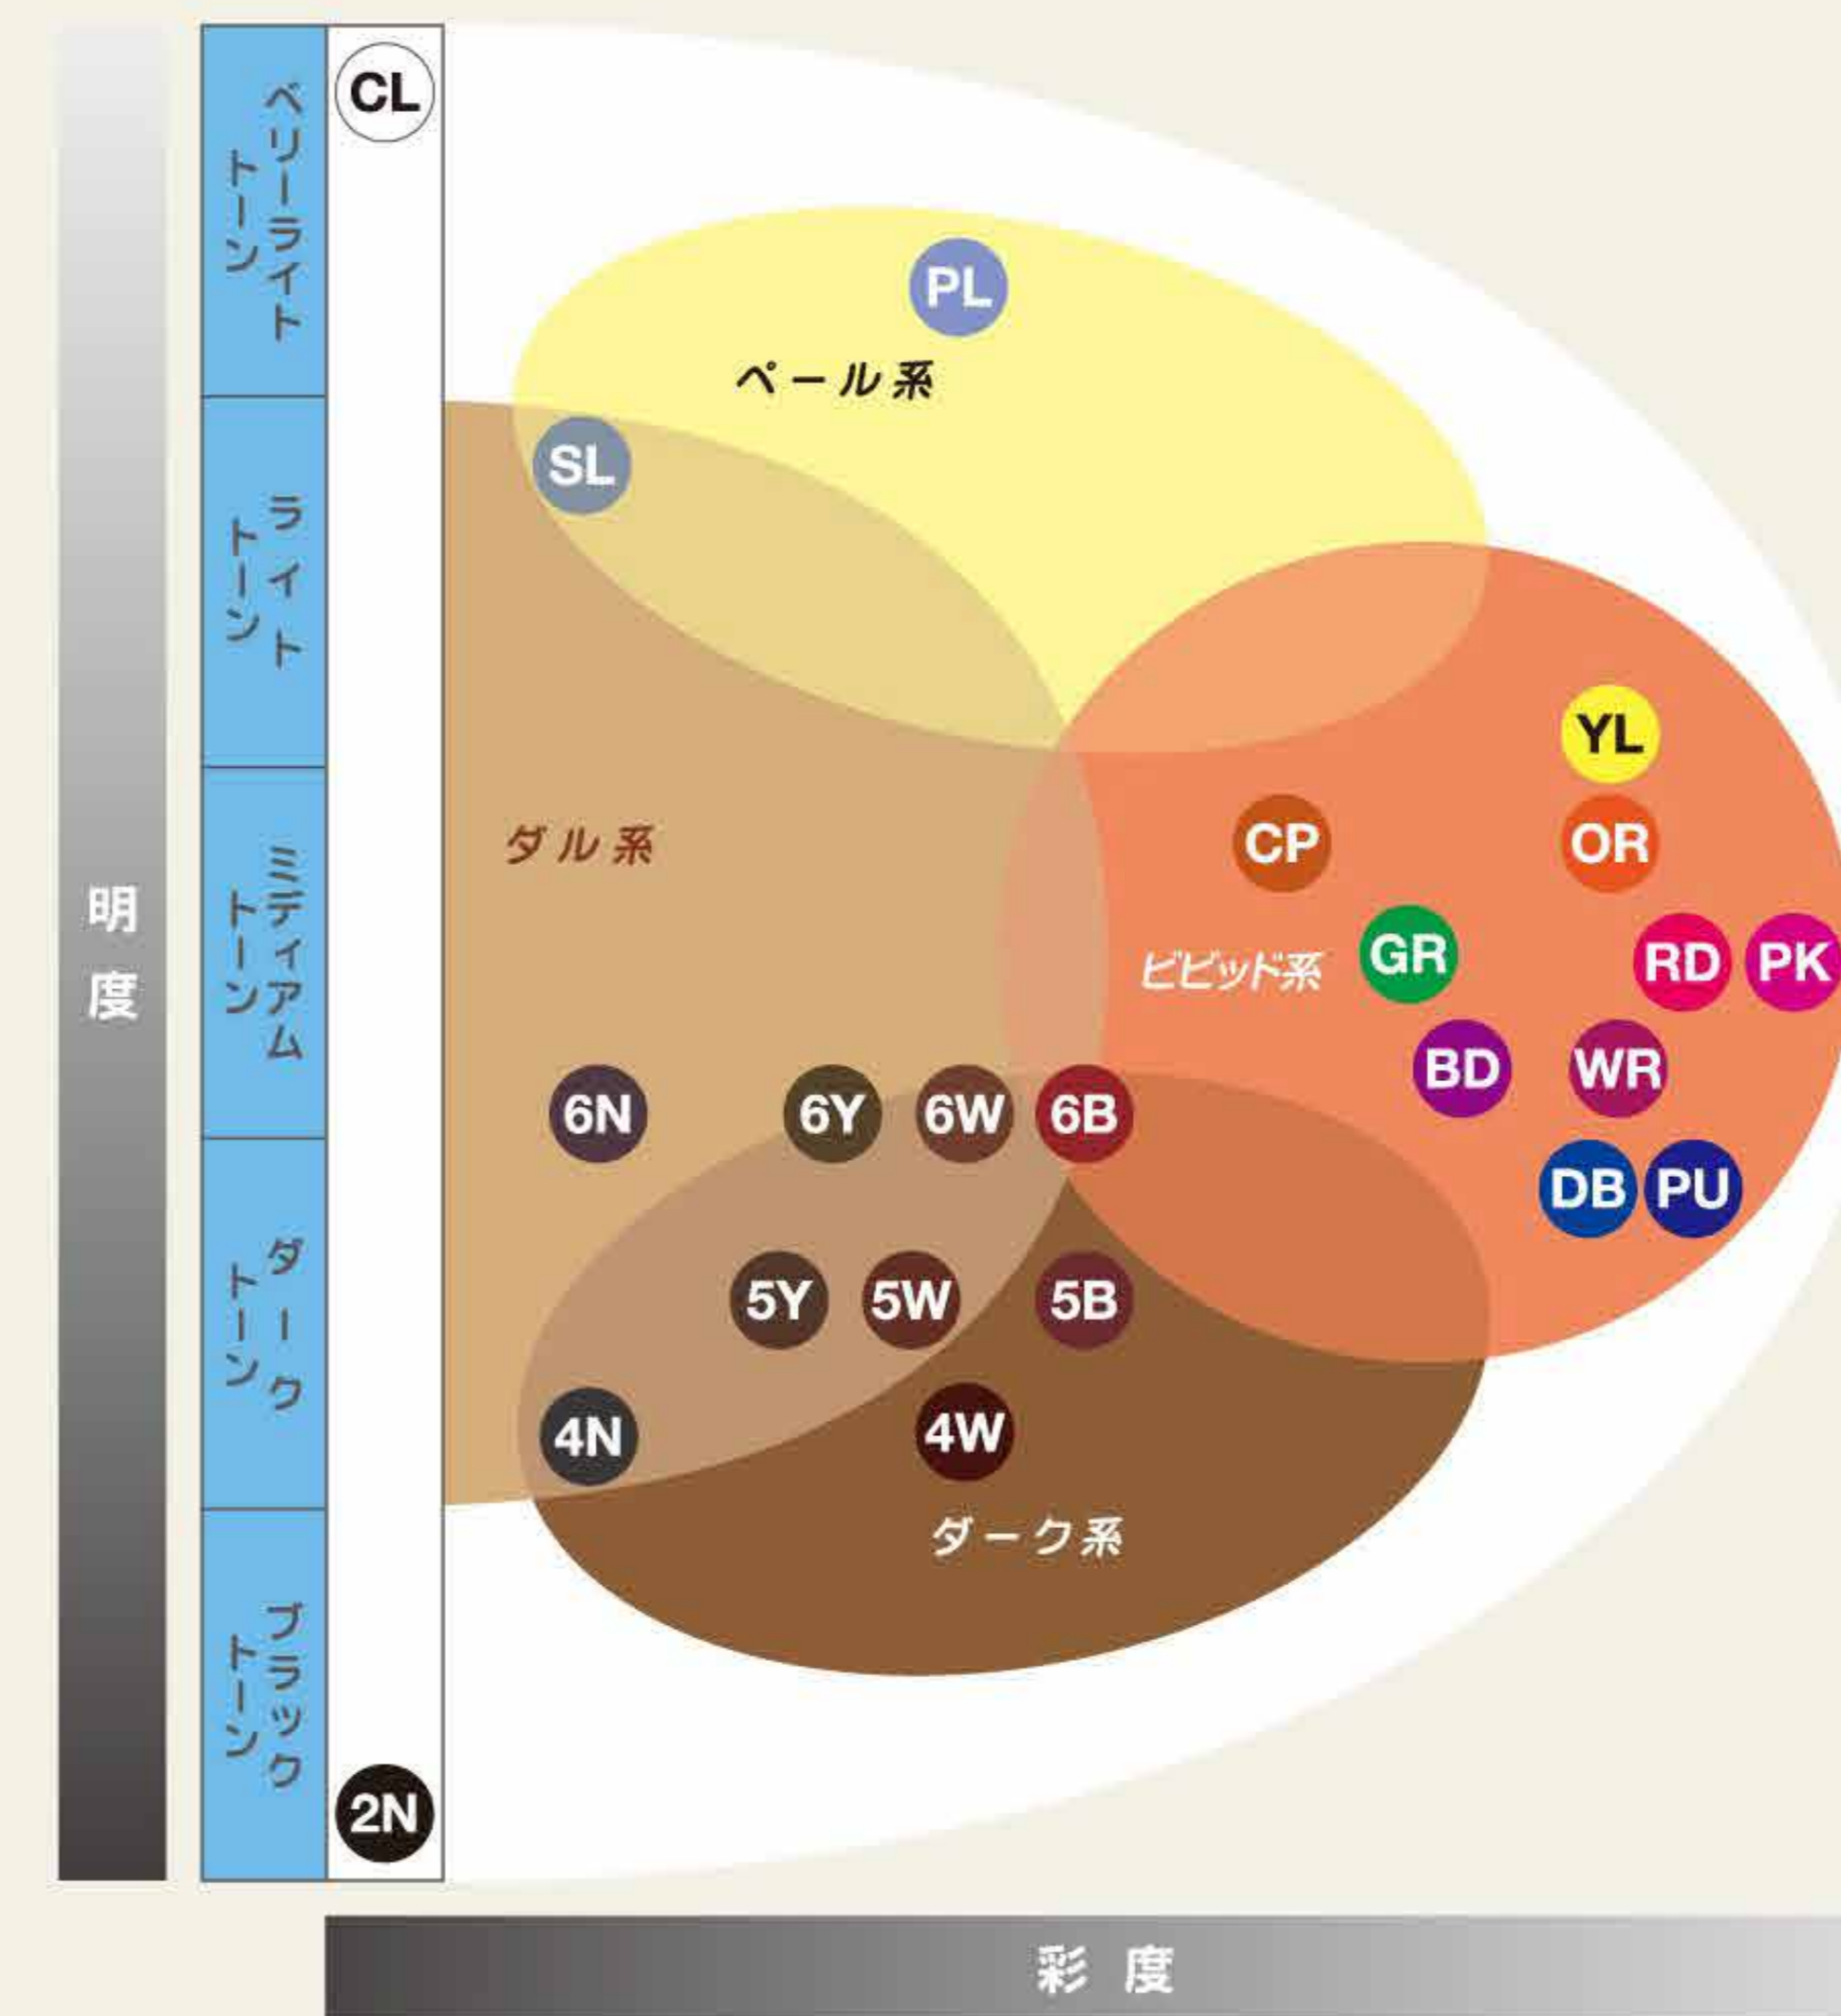 明度
ベリーライト
トーン
ライト
トーン
ミディアム
トーン
ダーク
トーン
ブラック
トーン
CL
PL
ペール系
SL
YL
ダル系
CP
OR
ビビッド系
GR
RD
PK
BD
WR
6N
6Y
6W
6B
DB
PU
5Y
5W
5B
4N
4W
ダーク系
2N
彩度